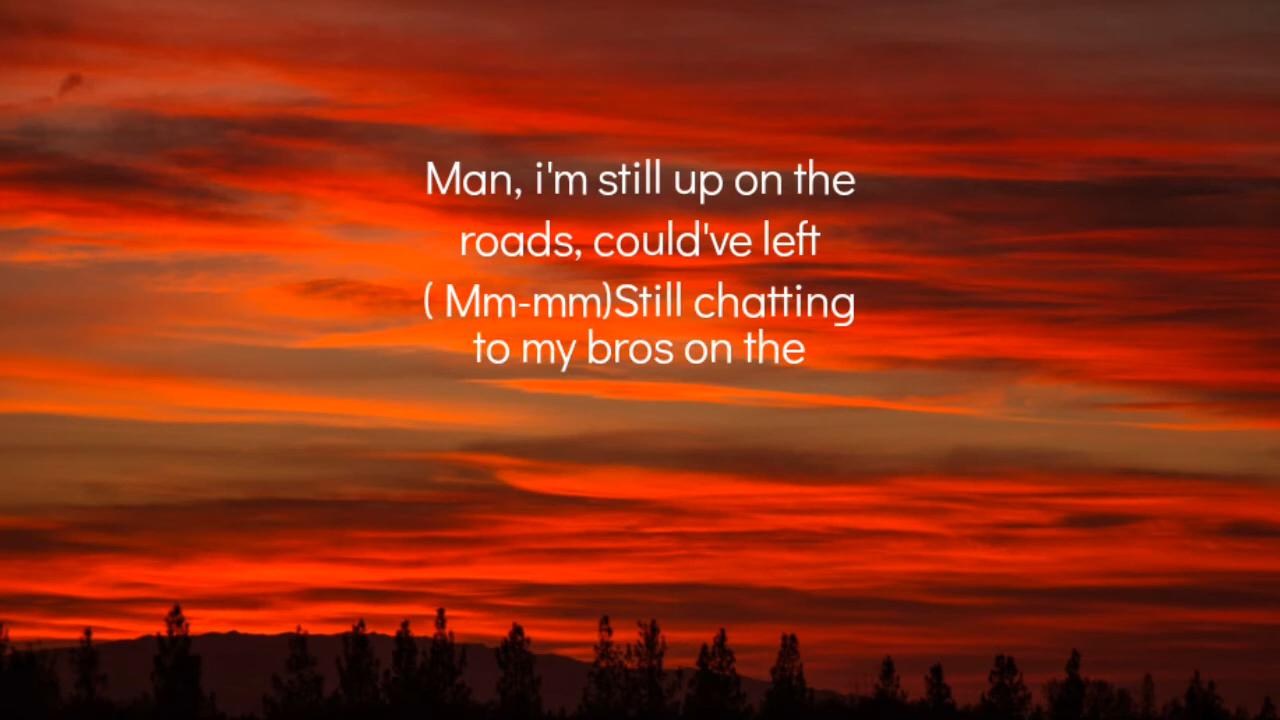 Man, i'm still up on the
roads, could've left
( Mm-mm)Still chatting
to my bros on the